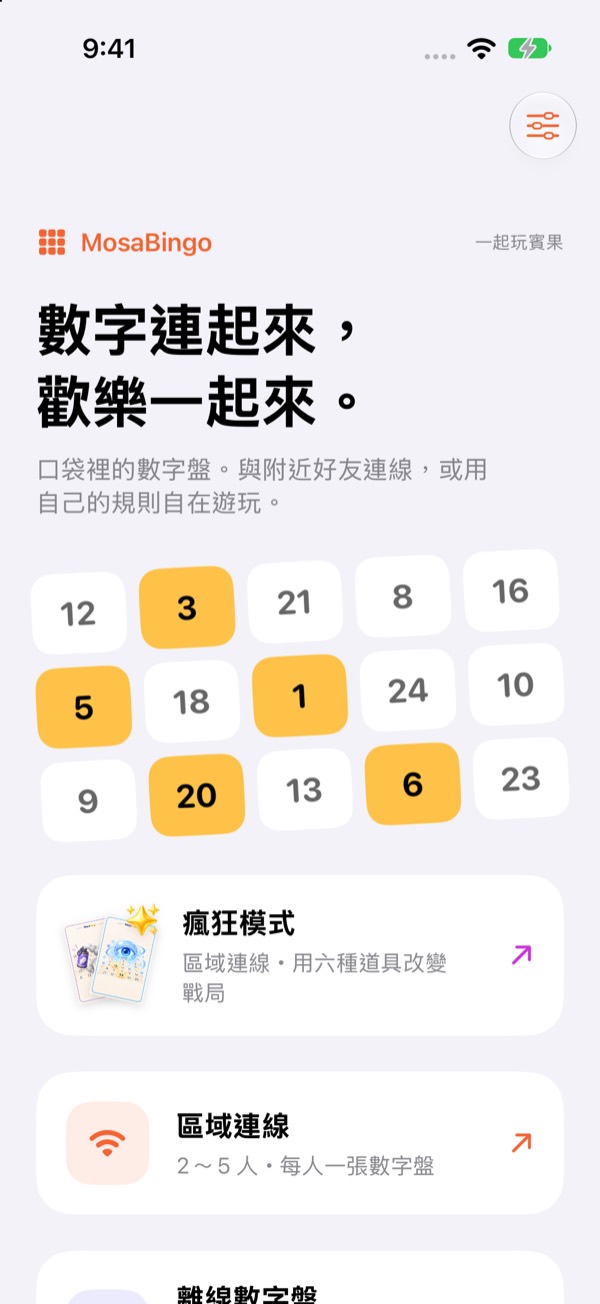 9:41
MosaBingo
一起玩賓果
數字連起來，
歡樂一起來。
口袋裡的數字盤。與附近好友連線，或用
自己的規則自在遊玩。
12 3 21 8 16
5 18 1 24 10
9 20 13 6 23
瘋狂模式
區域連線・用六種道具改變
戰局
區域連線
2～5 人・每人一張數字盤
離線數字盤